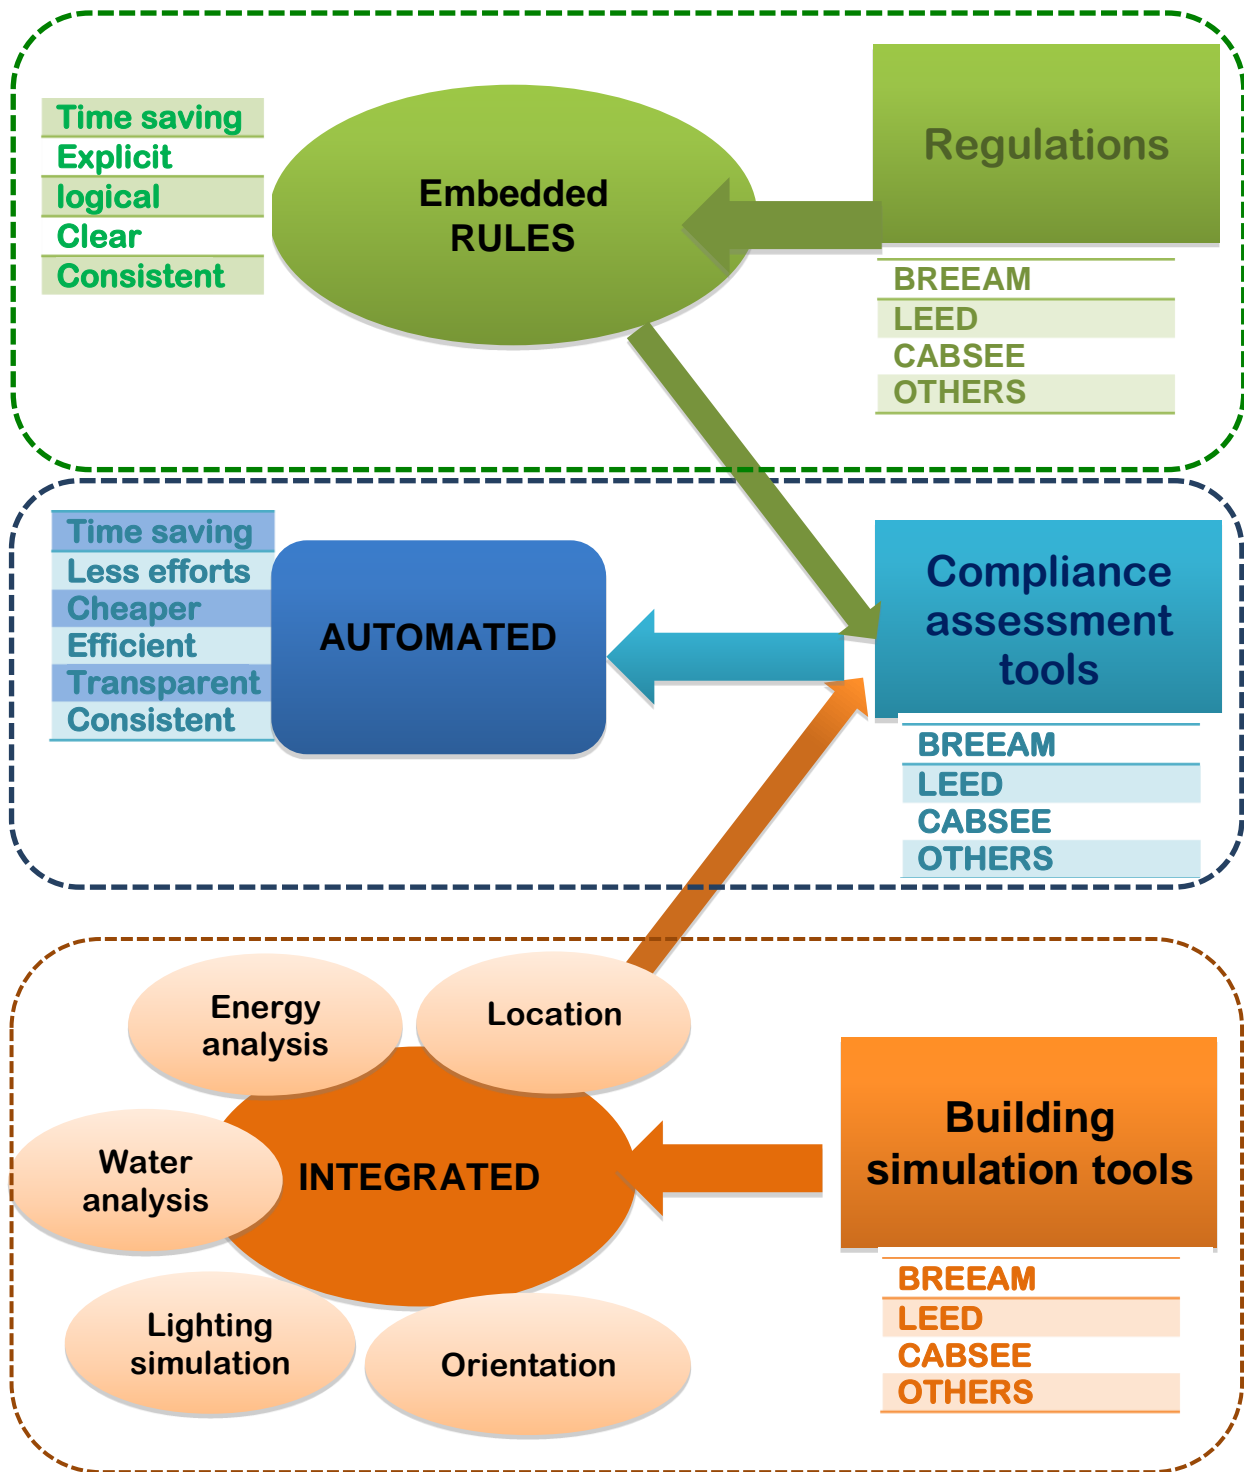 Time saving
Explicit
logical
Clear
Consistent
Embedded
RULES
Regulations
BREEAM
LEED
CABSEE
OTHERS
Time saving
Less efforts
Cheaper
Efficient
Transparent
Consistent
AUTOMATED
Compliance
assessment
tools
BREEAM
LEED
CABSEE
OTHERS
Energy
analysis
Location
Water
analysis
INTEGRATED
Lighting
simulation
Orientation
Building
simulation tools
BREEAM
LEED
CABSEE
OTHERS